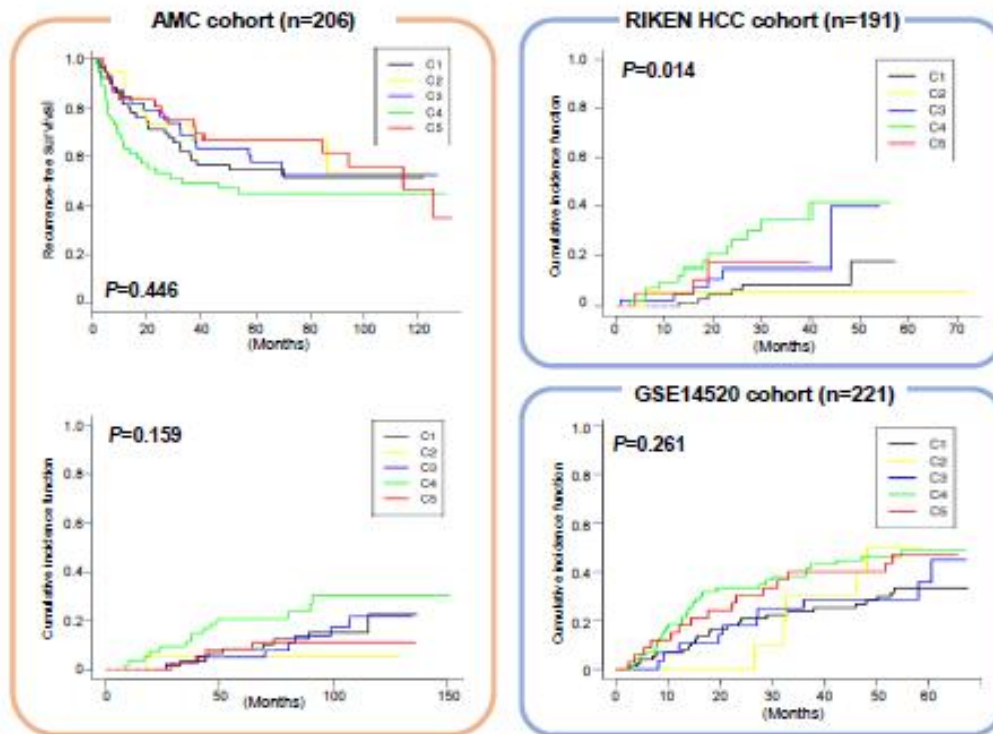 AMC cohort (n=206)
Recurrence-free survival
1.0
0.8
0.6
0.4
0.2
0
C1
C2
C3
C4
C5
P=0.446
0 20 40 60 80 100 120
(Months)
Cumulative incidence function
1.0
0.8
0.6
0.4
0.2
0
P=0.159
C1
C2
C3
C4
C5
0 50 100 150
(Months)
RIKEN HCC cohort (n=191)
Cumulative incidence function
1.0
0.8
0.6
0.4
0.2
0
P=0.014
C1
C2
C3
C4
C5
0 10 20 30 40 50 60 70
(Months)
GSE14520 cohort (n=221)
Cumulative incidence function
1.0
0.8
0.6
0.4
0.2
0
P=0.261
C1
C2
C3
C4
C5
0 10 20 30 40 50 60
(Months)